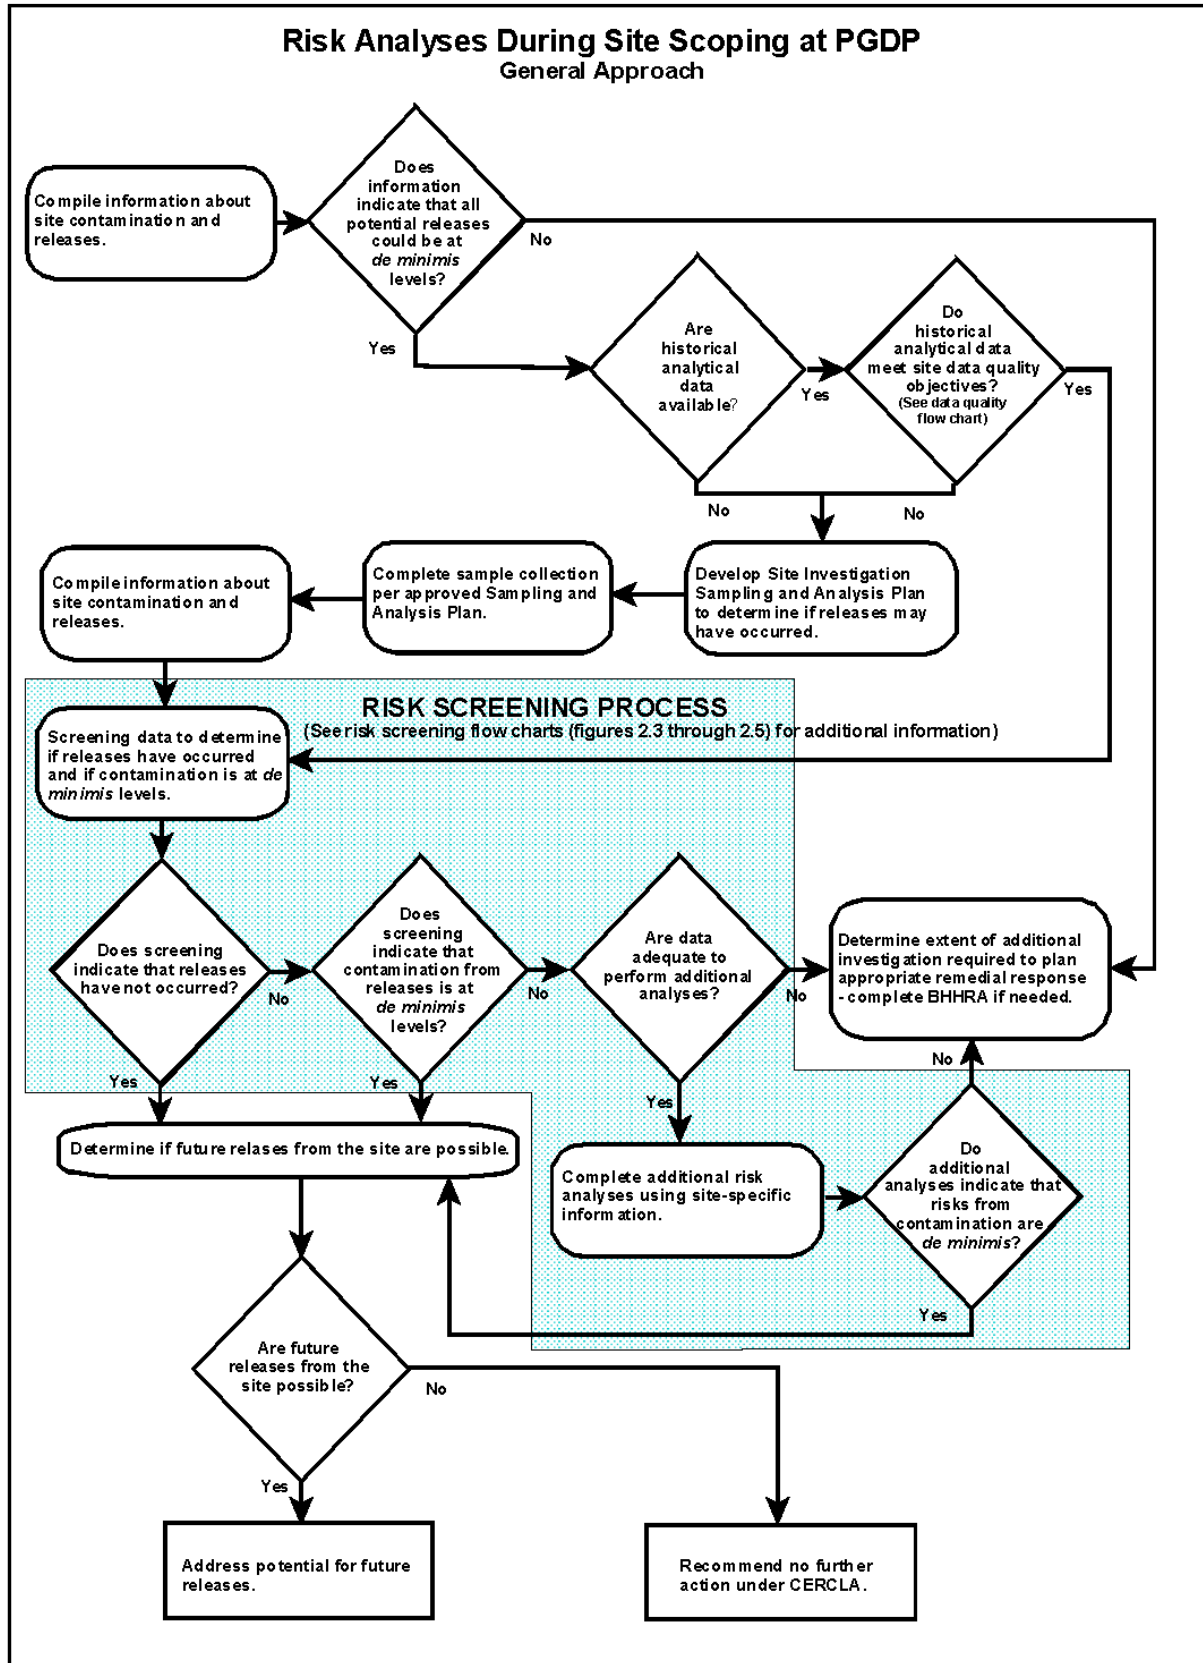 Risk Analyses During Site Scoping at PGDP
General Approach
Compile information about
site contamination and
releases.
Does
information
indicate that all
potential releases
could be at
de minimis
levels?
No
Yes
Are
historical
analytical
data
available?
Yes
Do
historical
analytical data
meet site data quality
objectives?
(See data quality
flow chart)
Yes
No
No
Develop Site Investigation
Sampling and Analysis Plan
to determine if releases may
have occurred.
Complete sample collection
per approved Sampling and
Analysis Plan.
Compile information about
site contamination and
releases.
RISK SCREENING PROCESS
(See risk screening flow charts (figures 2.3 through 2.5) for additional information)
Screening data to determine
if releases have occurred
and if contamination is at de
minimis levels.
Does screening
indicate that releases
have not occurred?
No
Yes
Does
screening
indicate that
contamination from
releases is at
de minimis
levels?
No
Yes
Are data
adequate to
perform additional
analyses?
No
Yes
Determine extent of additional
investigation required to plan
appropriate remedial response
- complete BHHRA if needed.
No
Determine if future relases from the site are possible.
Complete additional risk
analyses using site-specific
information.
Do
additional
analyses indicate that
risks from
contamination are
de minimis?
Yes
Are future
releases from the
site possible?
No
Yes
Address potential for future
releases.
Recommend no further
action under CERCLA.